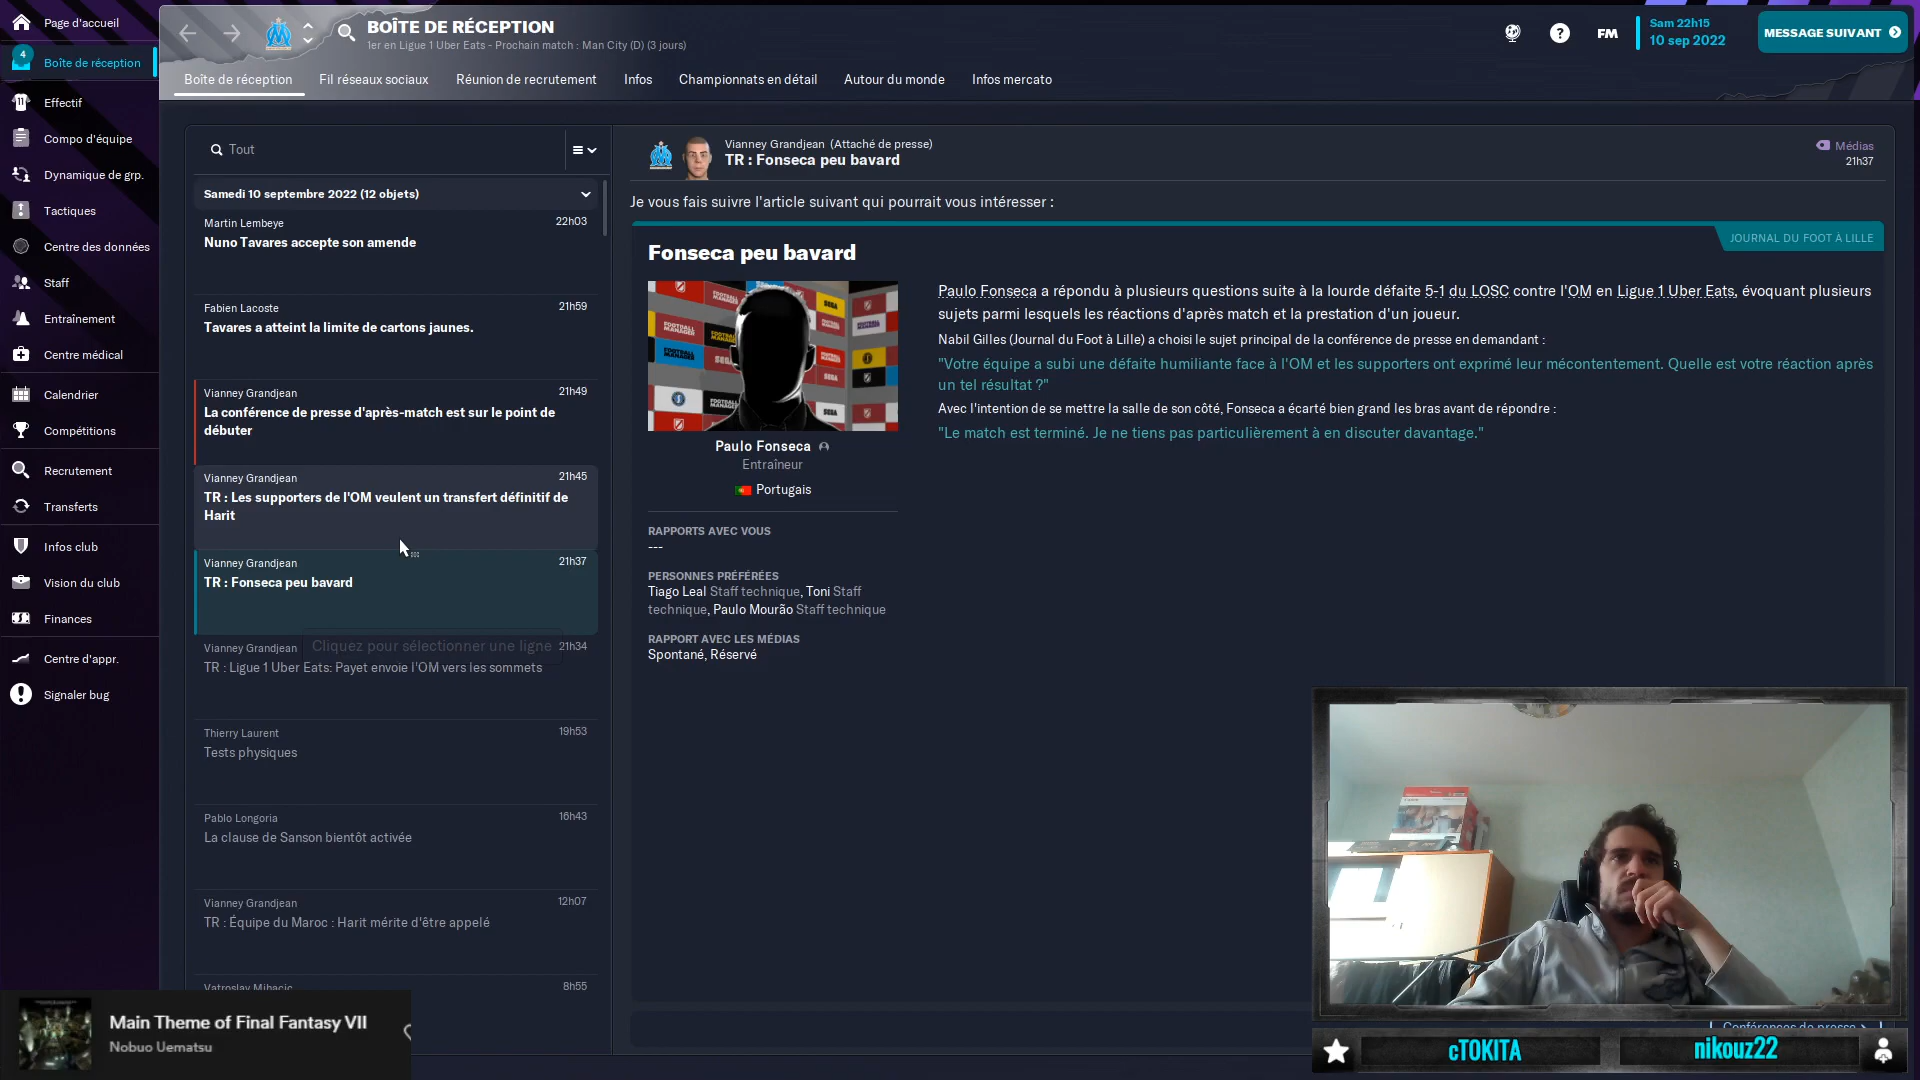 Page d'accueil
4
Boîte de réception
Effectif
Compo d'équipe
Dynamique de grp.
Tactiques
Centre des données
Staff
Entraînement
Centre médical
Calendrier
Compétitions
Recrutement
Transferts
Infos club
Vision du club
Finances
Centre d'appr.
Signaler bug
BOÎTE DE RÉCEPTION
1er en Ligue 1 Uber Eats - Prochain match : Man City (D) (3 jours)
FM
Sam 22h15
10 sep 2022
MESSAGE SUIVANT
Boîte de réception
Fil réseaux sociaux
Réunion de recrutement
Infos
Championnats en détail
Autour du monde
Infos mercato
Tout
Samedi 10 septembre 2022 (12 objets)
Martin Lembeye
22h03
Nuno Tavares accepte son amende
Fabien Lacoste
21h59
Tavares a atteint la limite de cartons jaunes.
Vianney Grandjean
21h49
La conférence de presse d'après-match est sur le point de
débuter
Vianney Grandjean
21h45
TR : Les supporters de l'OM veulent un transfert définitif de
Harit
Vianney Grandjean
21h37
TR : Fonseca peu bavard
Vianney Grandjean
Cliquez pour sélectionner une ligne
21h34
TR : Ligue 1 Uber Eats: Payet envoie l'OM vers les sommets
Thierry Laurent
19h53
Tests physiques
Pablo Longoria
16h43
La clause de Sanson bientôt activée
Vianney Grandjean
12h07
TR : Équipe du Maroc : Harit mérite d'être appelé
Vatroslav Mihacic
8h55
Vianney Grandjean (Attaché de presse)
TR : Fonseca peu bavard
Médias
21h37
Je vous fais suivre l'article suivant qui pourrait vous intéresser :
JOURNAL DU FOOT À LILLE
Fonseca peu bavard
FOOTBALL MANAGER
SEGA
Paulo Fonseca
Entraîneur
Portugais
RAPPORTS AVEC VOUS
---
PERSONNES PRÉFÉRÉES
Tiago Leal Staff technique, Toni Staff
technique, Paulo Mourão Staff technique
RAPPORT AVEC LES MÉDIAS
Spontané, Réservé
Paulo Fonseca a répondu à plusieurs questions suite à la lourde défaite 5-1 du LOSC contre l'OM en Ligue 1 Uber Eats, évoquant plusieurs
sujets parmi lesquels les réactions d'après match et la prestation d'un joueur.
Nabil Gilles (Journal du Foot à Lille) a choisi le sujet principal de la conférence de presse en demandant :
"Votre équipe a subi une défaite humiliante face à l'OM et les supporters ont exprimé leur mécontentement. Quelle est votre réaction après
un tel résultat ?"
Avec l'intention de se mettre la salle de son côté, Fonseca a écarté bien grand les bras avant de répondre :
"Le match est terminé. Je ne tiens pas particulièrement à en discuter davantage."
Conférences de presse >
cTOKITA
nikouz22
Main Theme of Final Fantasy VII
Nobuo Uematsu